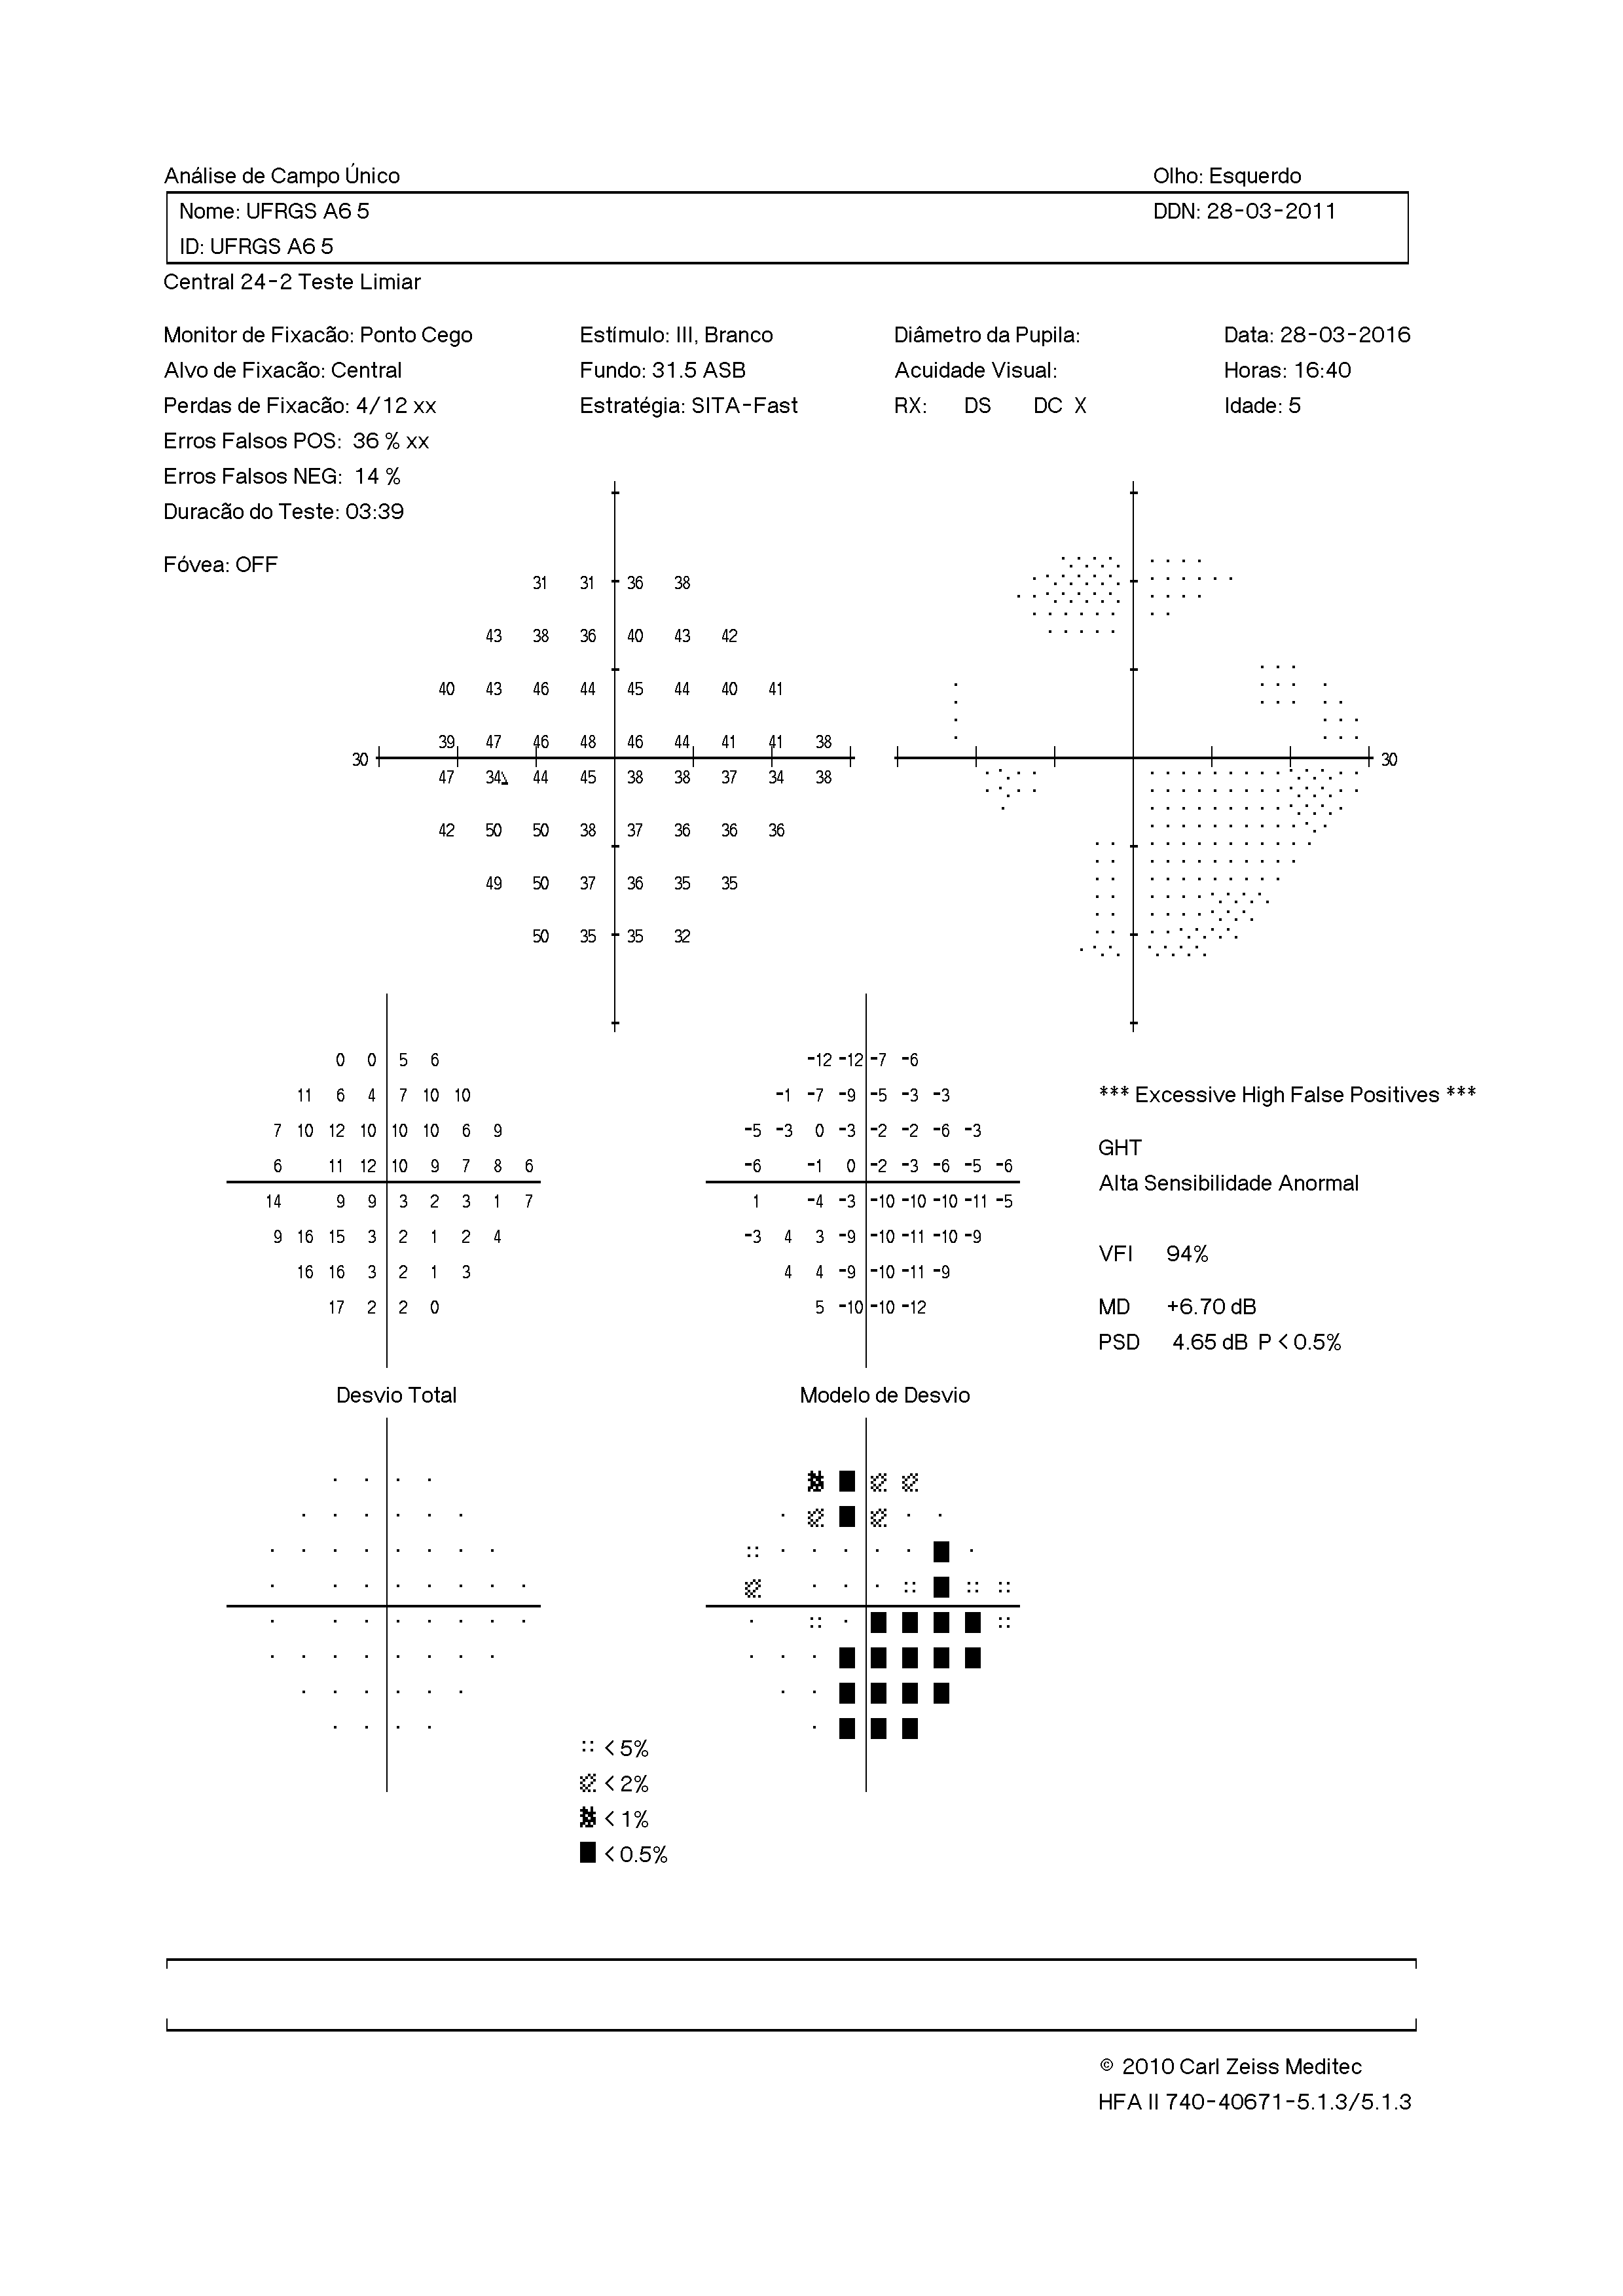 Análise de Campo Único Olho: Esquerdo
Nome: UFRGS A6 5 DDN: 28-03-2011
ID: UFRGS A6 5
Central 24-2 Teste Limiar
Monitor de Fixacão: Ponto Cego Estímulo: III, Branco Diâmetro da Pupila: Data: 28-03-2016
Alvo de Fixacão: Central Fundo: 31.5 ASB Acuidade Visual: Horas: 16:40
Perdas de Fixacão: 4/12 xx Estratégia: SITA-Fast RX: DS DC X Idade: 5
Erros Falsos POS: 36 % xx
Erros Falsos NEG: 14 %
Duracão do Teste: 03:39
Fóvea: OFF
31 31 36 38
43 38 36 40 43 42
40 43 46 44 45 44 40 41
39 47 46 48 46 44 41 41 38
30 30
47 34 44 45 38 38 37 34 38
42 50 50 38 37 36 36 36
49 50 37 36 35 35
50 35 35 32
0 0 5 6 -12 -12 -7 -6
11 6 4 7 10 10 -1 -7 -9 -5 -3 -3 *** Excessive High False Positives ***
7 10 12 10 10 10 6 9 -5 -3 0 -3 -2 -2 -6 -3
GHT
6 11 12 10 9 7 8 6 -6 -1 0 -2 -3 -6 -5 -6
Alta Sensibilidade Anormal
14 9 9 3 2 3 1 7 1 -4 -3 -10 -10 -10 -11 -5
9 16 15 3 2 1 2 4 -3 4 3 -9 -10 -11 -10 -9
VFI 94%
16 16 3 2 1 3 4 4 -9 -10 -11 -9
17 2 2 0 5 -10 -10 -12 MD +6.70 dB
PSD 4.65 dB P < 0.5%
Desvio Total Modelo de Desvio
< 5%
< 2%
< 1%
< 0.5%
© 2010 Carl Zeiss Meditec
HFA II 740-40671-5.1.3/5.1.3